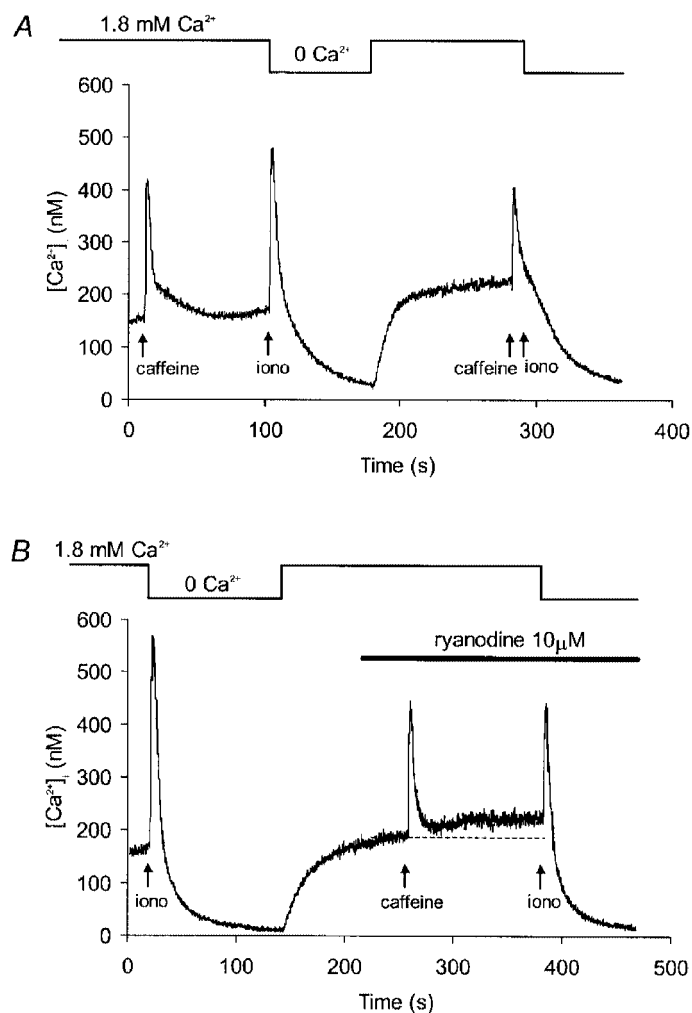 A
1.8 mM Ca²⁺
0 Ca²⁺
600
500
400
300
200
100
0
[Ca²⁺]ᵢ (nM)
caffeine
iono
caffeine
iono
0
100
200
300
400
Time (s)
B
1.8 mM Ca²⁺
0 Ca²⁺
ryanodine 10µM
600
500
400
300
200
100
0
[Ca²⁺]ᵢ (nM)
iono
caffeine
iono
0
100
200
300
400
500
Time (s)